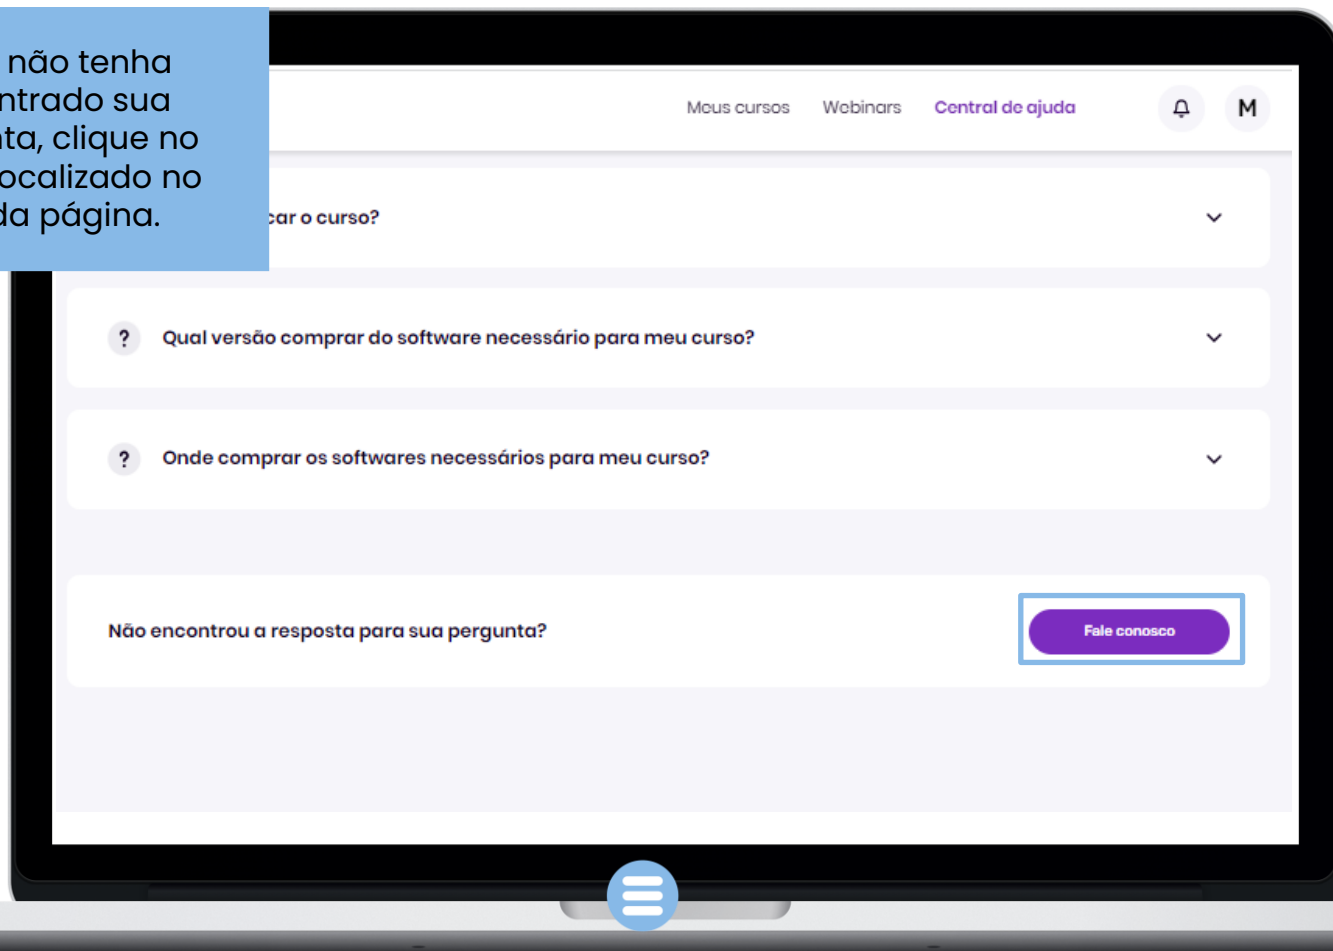 não tenha
ntrado sua
nta, clique no
ocalizado no
da página.
Meus cursos Webinars Central de ajuda M
car o curso?
? Qual versão comprar do software necessário para meu curso?
? Onde comprar os softwares necessários para meu curso?
Não encontrou a resposta para sua pergunta? Fale conosco